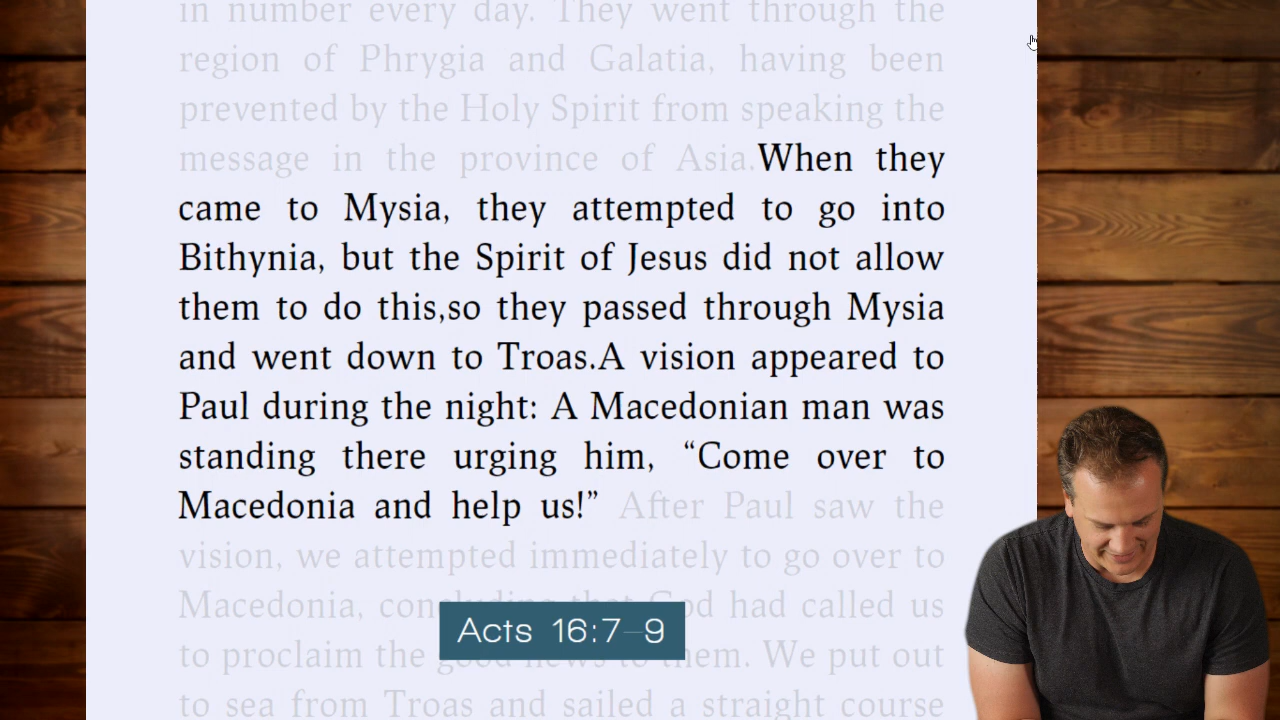 in number every day. They went through the
region of Phrygia and Galatia, having been
prevented by the Holy Spirit from speaking the
message in the province of Asia.When they
came to Mysia, they attempted to go into
Bithynia, but the Spirit of Jesus did not allow
them to do this,so they passed through Mysia
and went down to Troas.A vision appeared to
Paul during the night: A Macedonian man was
standing there urging him, “Come over to
Macedonia and help us!” After Paul saw the
vision, we attempted immediately to go over to
Macedonia, concluding that God had called us
Acts 16:7–9
to proclaim the good news to them. We put out
to sea from Troas and sailed a straight course